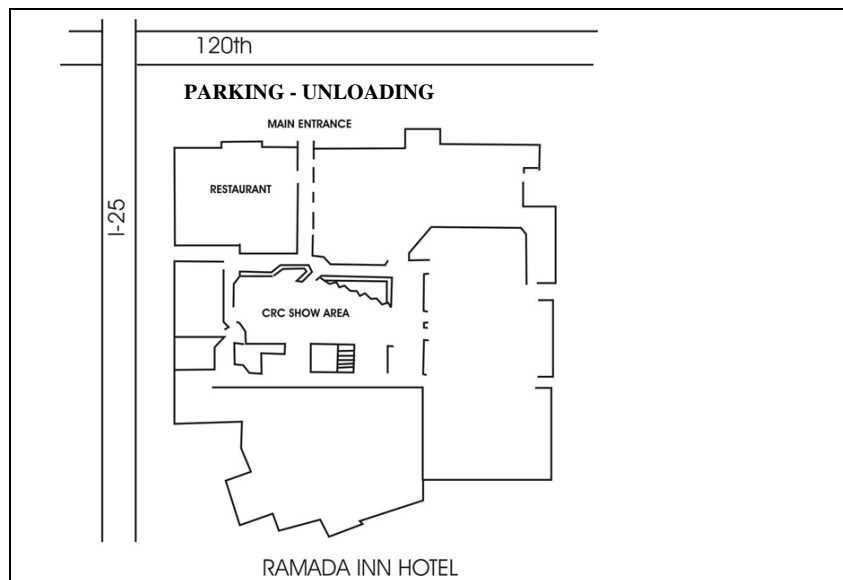 120th
PARKING - UNLOADING
MAIN ENTRANCE
RESTAURANT
I-25
CRC SHOW AREA
RAMADA INN HOTEL